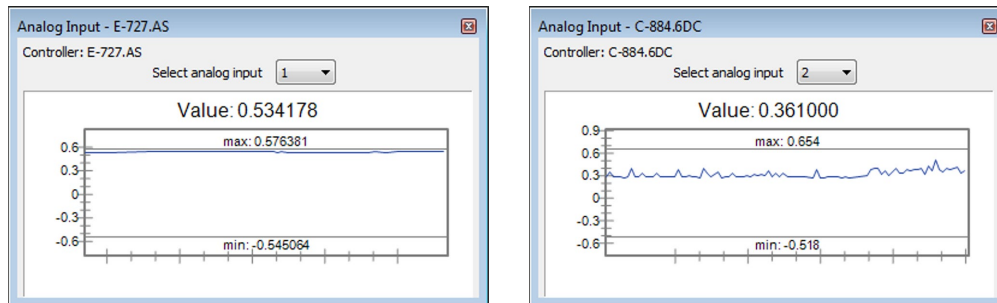 Analog Input - E-727.AS
Controller: E-727.AS
Select analog input 1
Value: 0.534178
max: 0.576381
0.6
0.3
0
-0.3
-0.6
min: -0.545064
Analog Input - C-884.6DC
Controller: C-884.6DC
Select analog input 2
Value: 0.361000
0.9
max: 0.654
0.6
0.3
0
-0.3
-0.6
min: -0.518